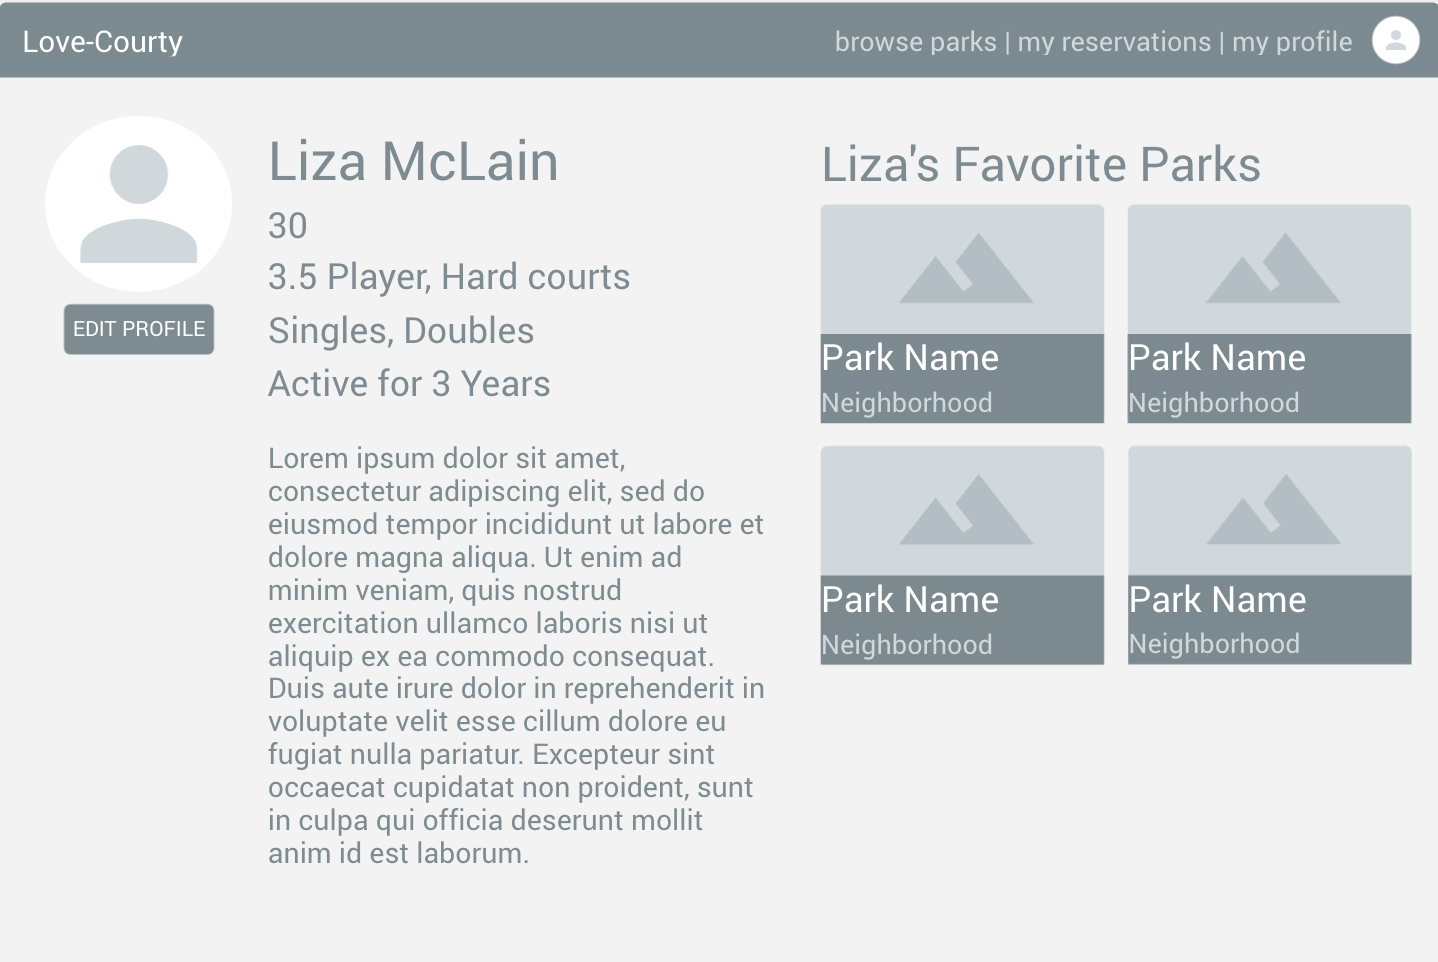 Love-Courty
browse parks | my reservations | my profile
EDIT PROFILE
Liza McLain
30
3.5 Player, Hard courts
Singles, Doubles
Active for 3 Years
Lorem ipsum dolor sit amet,
consectetur adipiscing elit, sed do
eiusmod tempor incididunt ut labore et
dolore magna aliqua. Ut enim ad
minim veniam, quis nostrud
exercitation ullamco laboris nisi ut
aliquip ex ea commodo consequat.
Duis aute irure dolor in reprehenderit in
voluptate velit esse cillum dolore eu
fugiat nulla pariatur. Excepteur sint
occaecat cupidatat non proident, sunt
in culpa qui officia deserunt mollit
anim id est laborum.
Liza's Favorite Parks
Park Name
Neighborhood
Park Name
Neighborhood
Park Name
Neighborhood
Park Name
Neighborhood